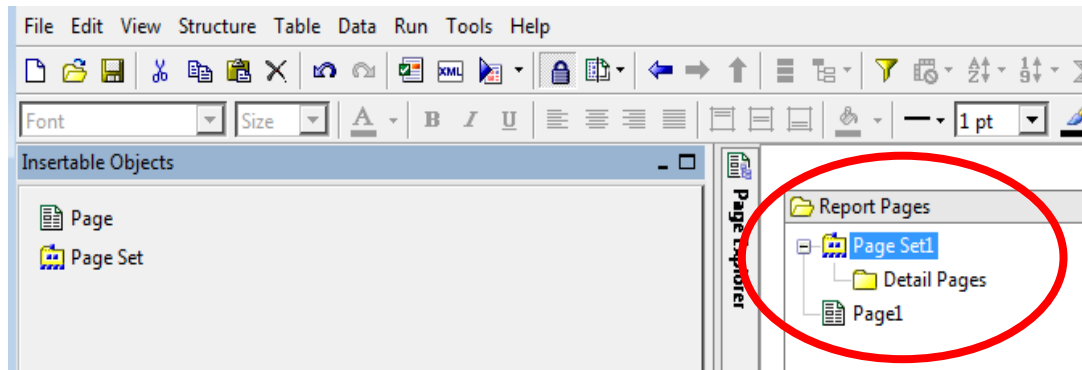 File Edit View Structure Table Data Run Tools Help
XML
Font Size A B I U 1 pt
Insertable Objects
Page
Page Set
Page Explorer
Report Pages
Page Set1
Detail Pages
Page1